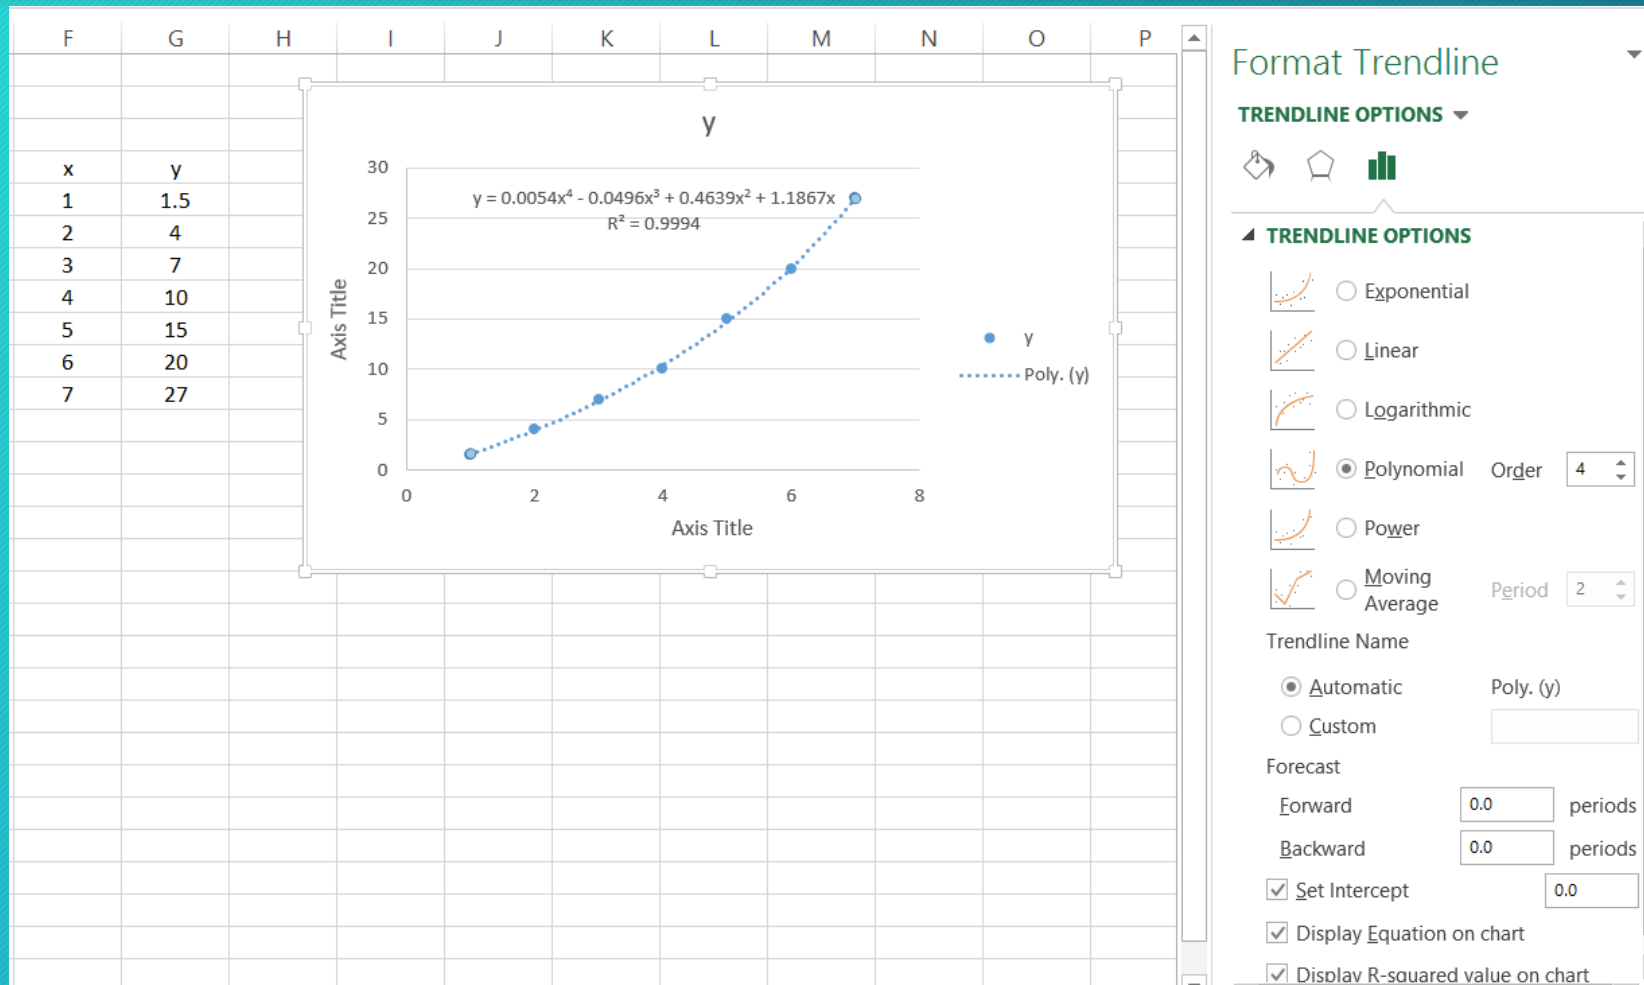 F G H I J K L M N O P
x y
1 1.5
2 4
3 7
4 10
5 15
6 20
7 27
y
30
25
20
15
10
5
0
y = 0.0054x⁴ - 0.0496x³ + 0.4639x² + 1.1867x
R² = 0.9994
Axis Title
0 2 4 6 8
Axis Title
y
Poly. (y)
Format Trendline
TRENDLINE OPTIONS
TRENDLINE OPTIONS
Exponential
Linear
Logarithmic
Polynomial Order 4
Power
Moving
Average
Period 2
Trendline Name
Automatic Poly. (y)
Custom
Forecast
Forward 0.0 periods
Backward 0.0 periods
Set Intercept 0.0
Display Equation on chart
Display R-squared value on chart